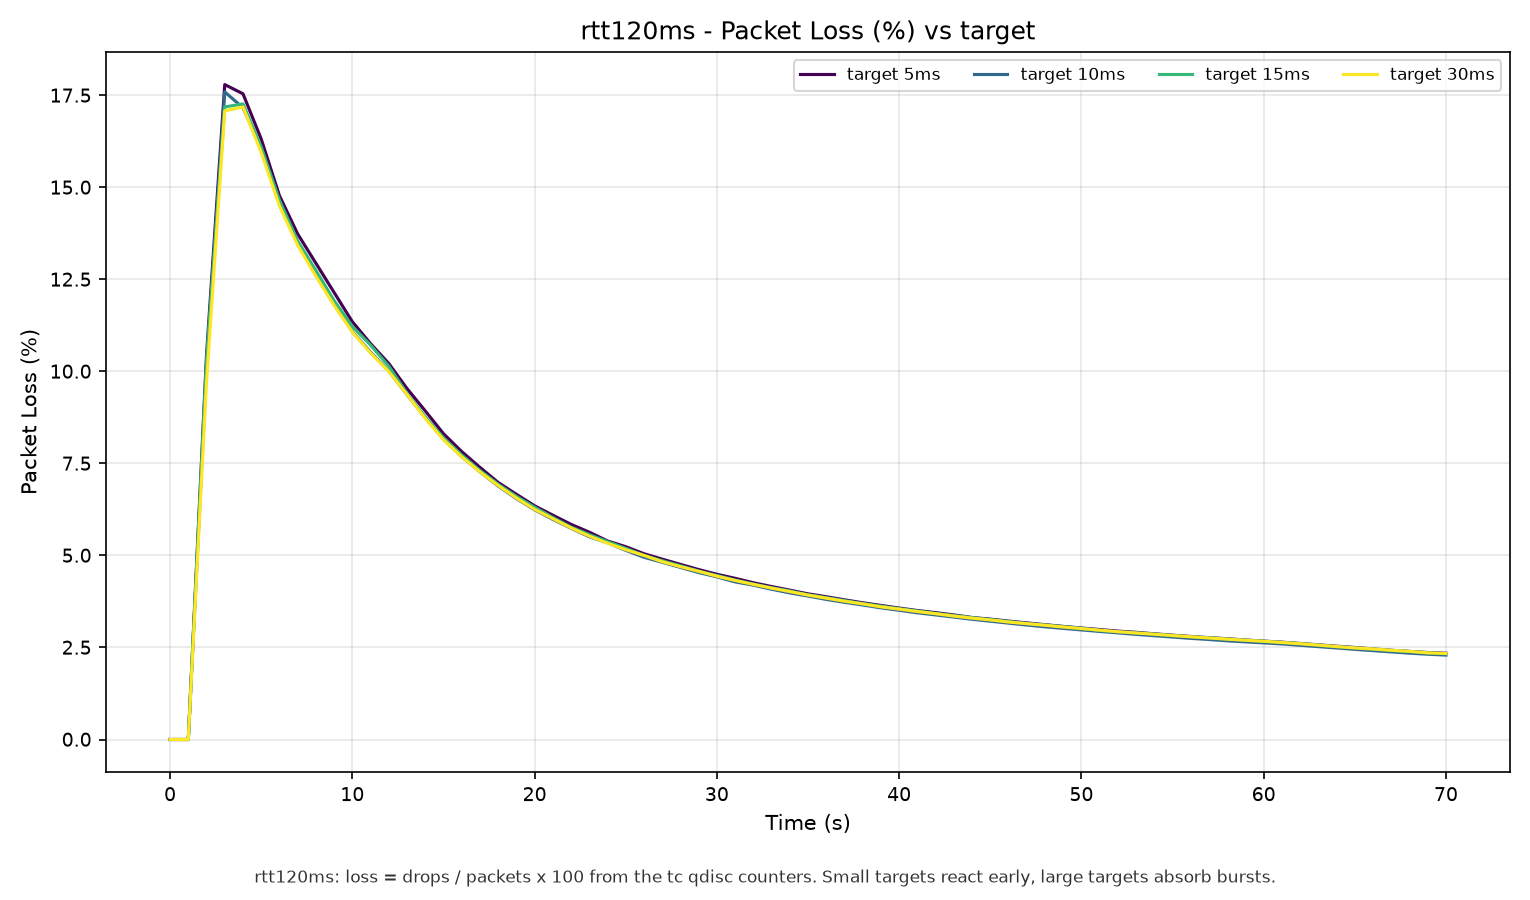 rtt120ms - Packet Loss (%) vs target
target 5ms target 10ms target 15ms target 30ms
Packet Loss (%)
17.5
15.0
12.5
10.0
7.5
5.0
2.5
0.0
0 10 20 30 40 50 60 70
Time (s)
rtt120ms: loss = drops / packets x 100 from the tc qdisc counters. Small targets react early, large targets absorb bursts.